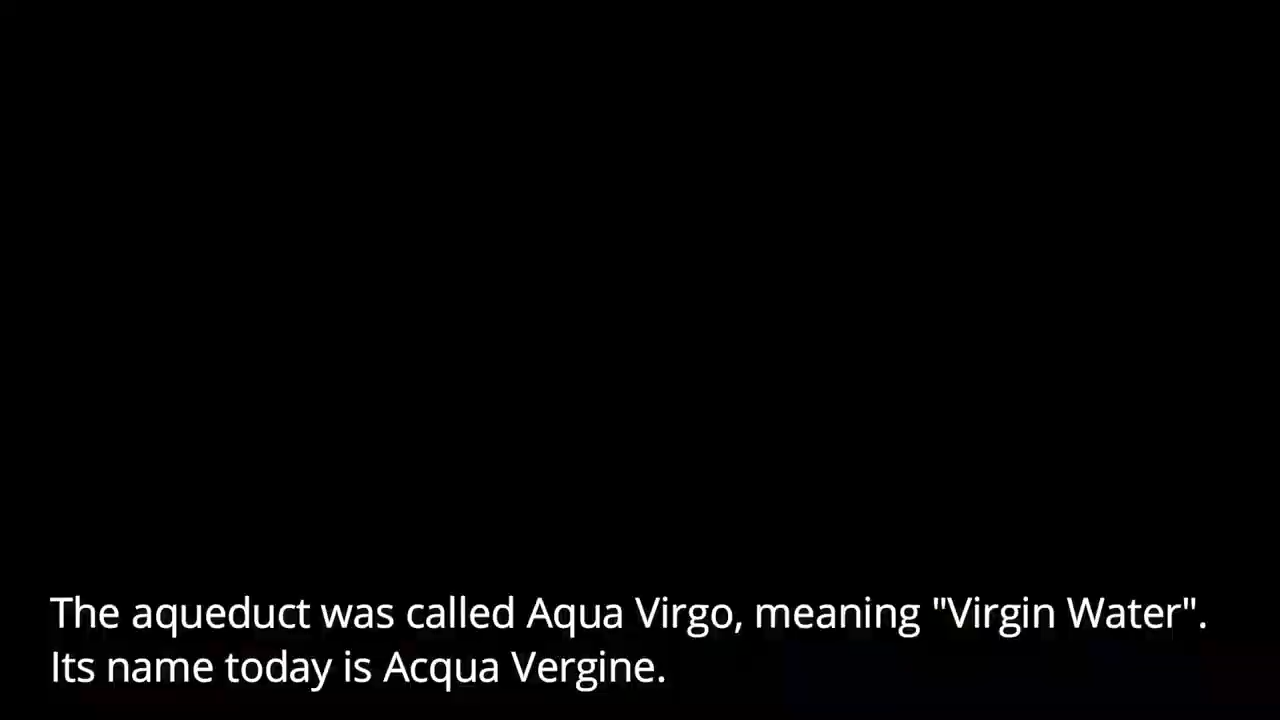 The aqueduct was called Aqua Virgo, meaning "Virgin Water".
Its name today is Acqua Vergine.